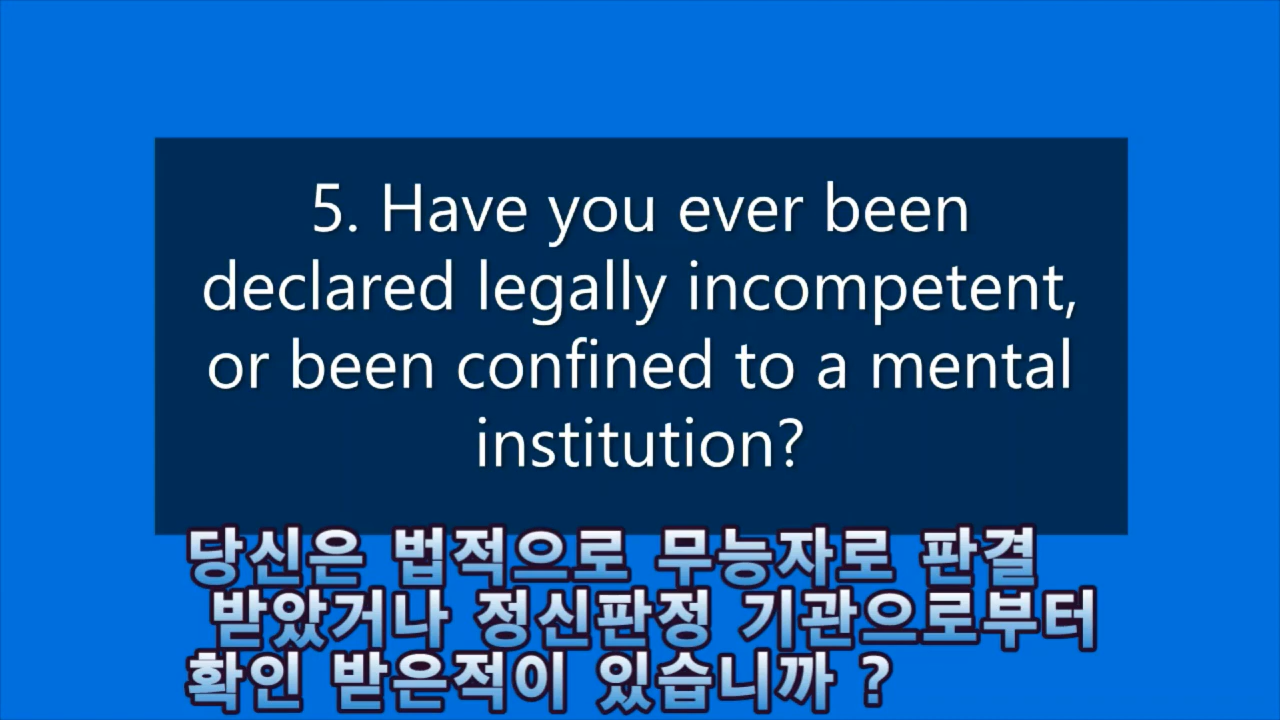 5. Have you ever been
declared legally incompetent,
or been confined to a mental
institution?
당신은 법적으로 무능자로 판결
받았거나 정신판정 기관으로부터
확인 받은적이 있습니까 ?